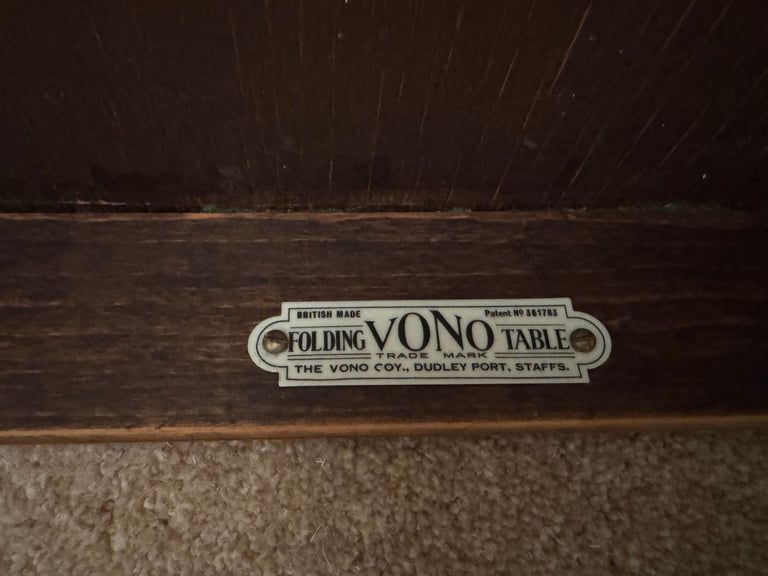 BRITISH MADE Patent Nº 361783
FOLDING VONO TABLE
TRADE MARK
THE VONO COY., DUDLEY PORT, STAFFS.